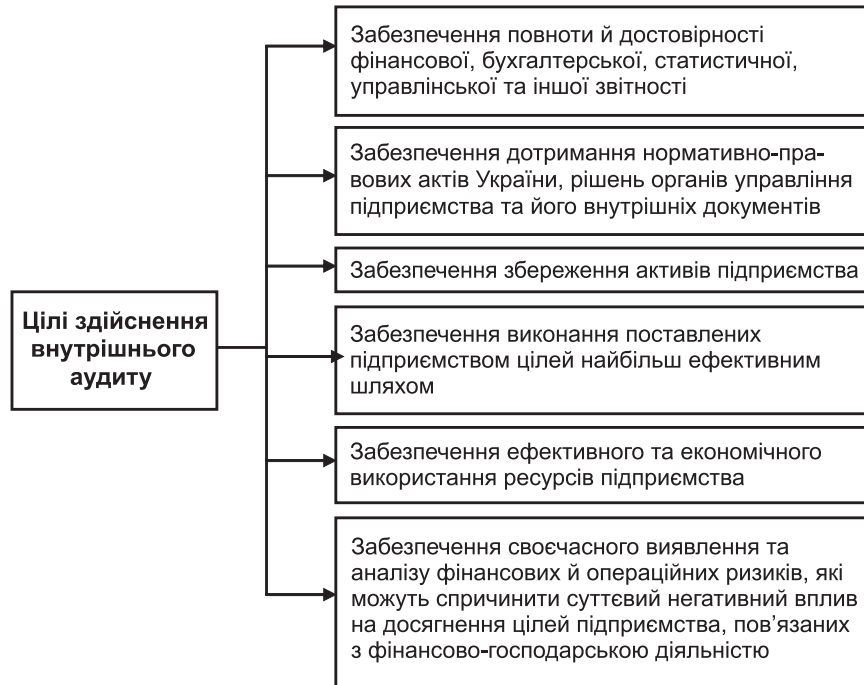 Забезпечення повноти й достовірності
фінансової, бухгалтерської, статистичної,
управлінської та іншої звітності
Забезпечення дотримання нормативно-пра-
вових актів України, рішень органів управління
підприємства та його внутрішніх документів
Забезпечення збереження активів підприємства
Цілі здійснення
внутрішнього
аудиту
Забезпечення виконання поставлених
підприємством цілей найбільш ефективним
шляхом
Забезпечення ефективного та економічного
використання ресурсів підприємства
Забезпечення своєчасного виявлення та
аналізу фінансових й операційних ризиків, які
можуть спричинити суттєвий негативний вплив
на досягнення цілей підприємства, пов’язаних
з фінансово-господарською діяльністю